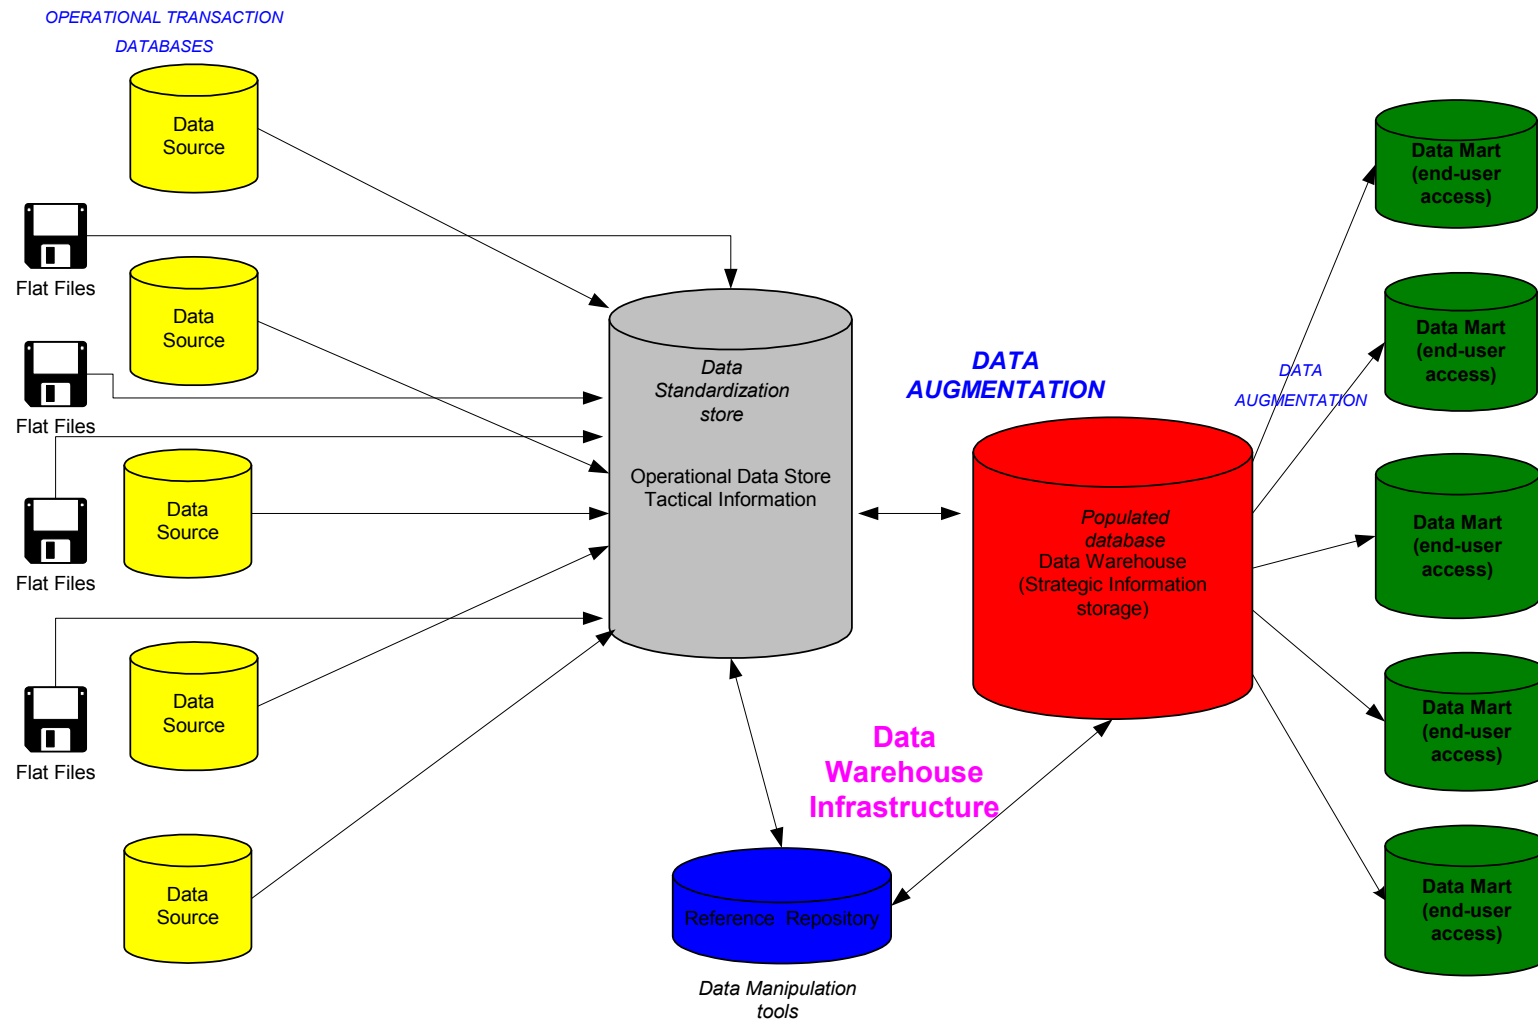 OPERATIONAL TRANSACTION
DATABASES
Data
Source
Flat Files
Data
Source
Flat Files
Data
Source
Flat Files
Data
Source
Flat Files
Data
Source
Data
Standardization
store
Operational Data Store
Tactical Information
DATA
AUGMENTATION
Populated
database
Data Warehouse
(Strategic Information
storage)
Data
Warehouse
Infrastructure
Reference Repository
Data Manipulation
tools
DATA
AUGMENTATION
Data Mart
(end-user
access)
Data Mart
(end-user
access)
Data Mart
(end-user
access)
Data Mart
(end-user
access)
Data Mart
(end-user
access)